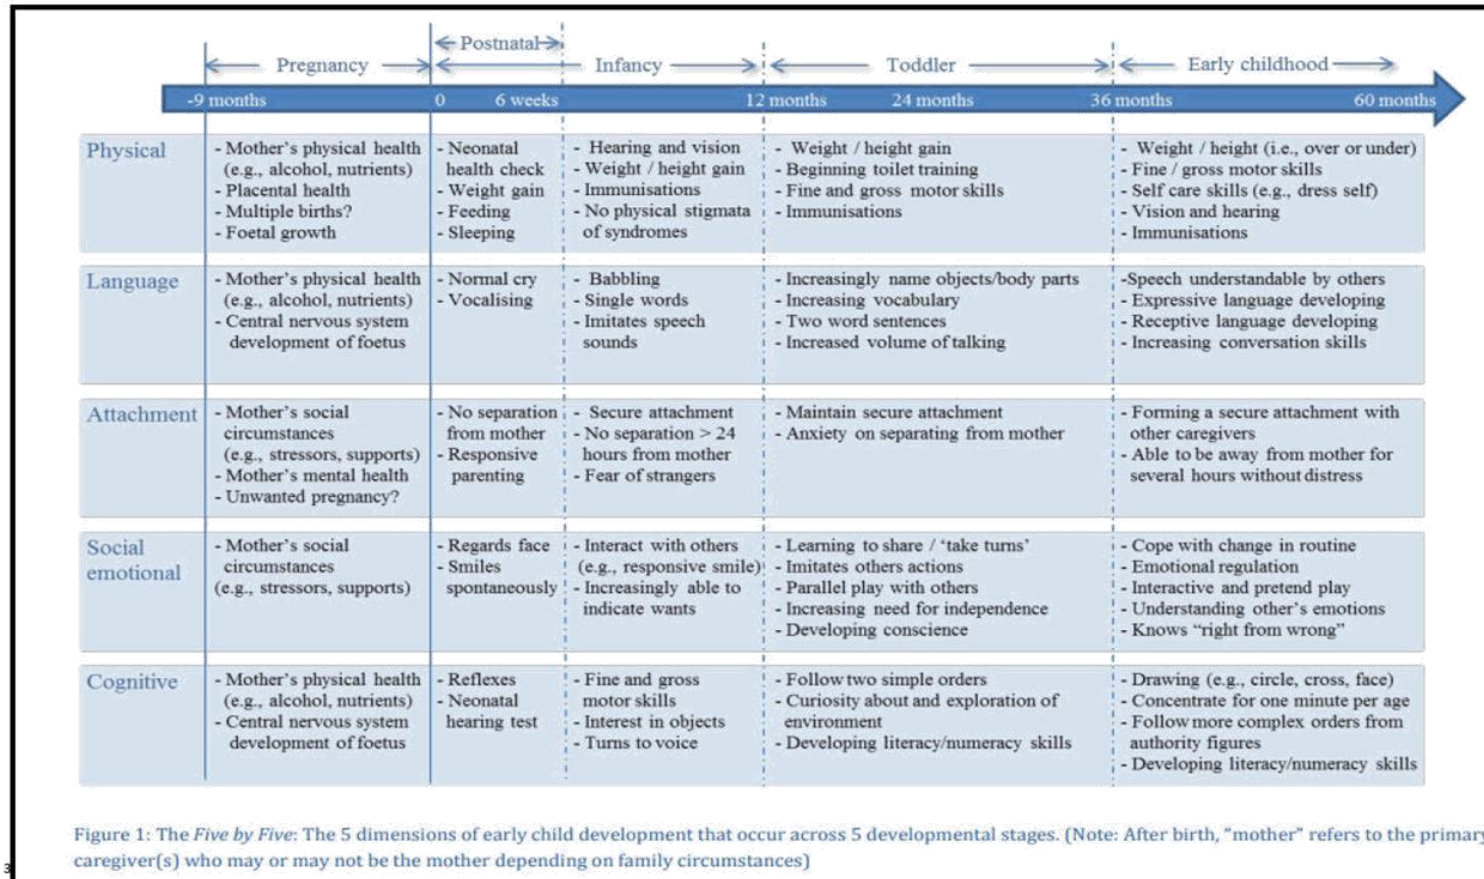 Postnatal
Pregnancy
Infancy
Toddler
Early childhood
-9 months
0
6 weeks
12 months
24 months
36 months
60 months
Physical
- Mother's physical health
(e.g., alcohol, nutrients)
- Placental health
- Multiple births?
- Foetal growth
- Neonatal
health check
- Weight gain
- Feeding
- Sleeping
- Hearing and vision
- Weight / height gain
- Immunisations
- No physical stigmata
of syndromes
- Weight / height gain
- Beginning toilet training
- Fine and gross motor skills
- Immunisations
- Weight / height (i.e., over or under)
- Fine / gross motor skills
- Self care skills (e.g., dress self)
- Vision and hearing
- Immunisations
Language
- Mother's physical health
(e.g., alcohol, nutrients)
- Central nervous system
development of foetus
- Normal cry
- Vocalising
- Babbling
- Single words
- Imitates speech
sounds
- Increasingly name objects/body parts
- Increasing vocabulary
- Two word sentences
- Increased volume of talking
-Speech understandable by others
- Expressive language developing
- Receptive language developing
- Increasing conversation skills
Attachment
- Mother's social
circumstances
(e.g., stressors, supports)
- Mother's mental health
- Unwanted pregnancy?
- No separation
from mother
- Responsive
parenting
- Secure attachment
- No separation > 24
hours from mother
- Fear of strangers
- Maintain secure attachment
- Anxiety on separating from mother
- Forming a secure attachment with
other caregivers
- Able to be away from mother for
several hours without distress
Social
emotional
- Mother's social
circumstances
(e.g., stressors, supports)
- Regards face
- Smiles
spontaneously
- Interact with others
(e.g., responsive smile)
- Increasingly able to
indicate wants
- Learning to share / 'take turns'
- Imitates others actions
- Parallel play with others
- Increasing need for independence
- Developing conscience
- Cope with change in routine
- Emotional regulation
- Interactive and pretend play
- Understanding other's emotions
- Knows "right from wrong"
Cognitive
- Mother's physical health
(e.g., alcohol, nutrients)
- Central nervous system
development of foetus
- Reflexes
- Neonatal
hearing test
- Fine and gross
motor skills
- Interest in objects
- Turns to voice
- Follow two simple orders
- Curiosity about and exploration of
environment
- Developing literacy/numeracy skills
- Drawing (e.g., circle, cross, face)
- Concentrate for one minute per age
- Follow more complex orders from
authority figures
- Developing literacy/numeracy skills
Figure 1: The Five by Five: The 5 dimensions of early child development that occur across 5 developmental stages. (Note: After birth, "mother" refers to the primary
caregiver(s) who may or may not be the mother depending on family circumstances)
3